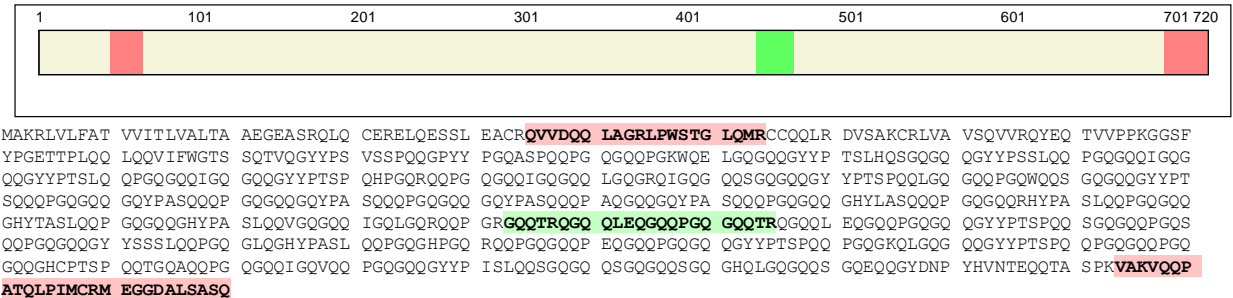 1 101 201 301 401 501 601 701 720
MAKRLVLFAT VVITLVALTA AEGEASRQLQ CERELQESSL EACRQVVDQQ LAGRLPWSTG LQMRCCQQLR DVSAKCRLVA VSQVVRQYEQ TVVPPKGGSF
YPGETTPLQQ LQQVIFWGTS SQTVQGYYPS VSSPQQGPYY PGQASPQQPG QGQQPGKWQE LGQGQQGYYP TSLHQSGQGQ QGYYPSSLQQ PGQGQQIGQG
QQGYYPTSLQ QPGQGQQIGQ GQQGYYPTSP QHPGQRQQPG QGQQIGQGQQ LGQGRQIGQG QQSGQGQQGY YPTSPQQLGQ GQQPGQWQQS GQGQQGYYPT
SQQQPGQGQQ GQYPASQQQP GQGQQGQYPA SQQQPGQGQQ GQYPASQQQP AQGQQGQYPA SQQQPGQGQQ GHYLASQQQP GQGQQRHYPA SLQQPGQGQQ
GHYTASLQQP GQGQQGHYPA SLQQVGQGQQ IGQLGQRQQP GRGQQTRQGQ QLEQGQQPGQ GQQTRQGQQL EQGQQPGQGQ QGYYPTSPQQ SGQGQQPGQS
QQPGQGQQGY YSSSLQQPGQ GLQGHYPASL QQPGQGHPGQ RQQPGQGQQP EQGQQPGQGQ QGYYPTSPQQ PGQGKQLGQG QQGYYPTSPQ QPGQGQQPGQ
GQQGHCPTSP QQTGQAQQPG QGQQIGQVQQ PGQGQQGYYP ISLQQSGQGQ QSGQGQQSGQ GHQLGQGQQS GQEQQGYDNP YHVNTEQQTA SPKVAKVQQP
ATQLPIMCRM EGGDALSASQ